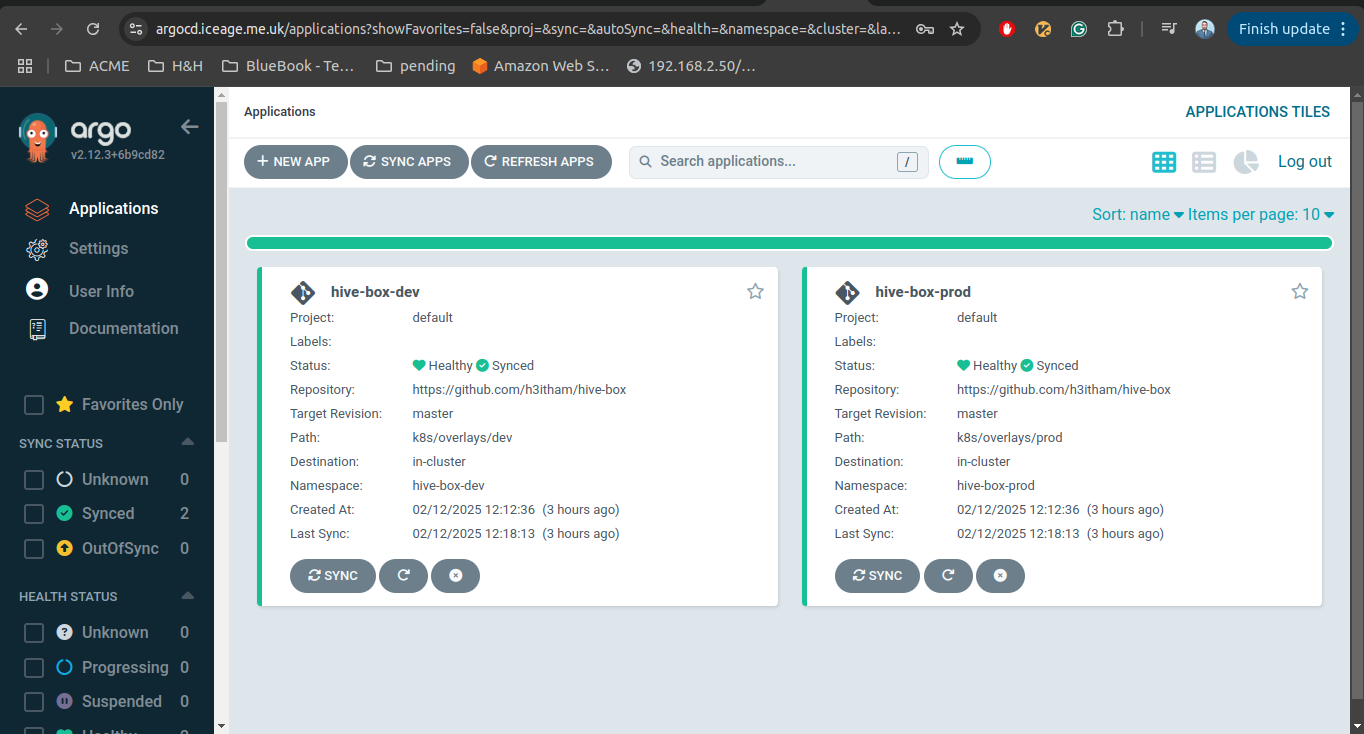 argocd.iceage.me.uk/applications?showFavorites=false&proj=&sync=&autoSync=&health=&namespace=&cluster=&la...
Finish update
ACME
H&H
BlueBook - Te...
pending
Amazon Web S...
192.168.2.50/...
argo
v2.12.3+6b9cd82
Applications
Settings
User Info
Documentation
Favorites Only
SYNC STATUS
Unknown 0
Synced 2
OutOfSync 0
HEALTH STATUS
Unknown 0
Progressing 0
Suspended 0
Healthy
Applications
APPLICATIONS TILES
+ NEW APP
SYNC APPS
REFRESH APPS
Search applications... /
Log out
Sort: name Items per page: 10
hive-box-dev
Project: default
Labels:
Status: Healthy Synced
Repository: https://github.com/h3itham/hive-box
Target Revision: master
Path: k8s/overlays/dev
Destination: in-cluster
Namespace: hive-box-dev
Created At: 02/12/2025 12:12:36 (3 hours ago)
Last Sync: 02/12/2025 12:18:13 (3 hours ago)
SYNC
hive-box-prod
Project: default
Labels:
Status: Healthy Synced
Repository: https://github.com/h3itham/hive-box
Target Revision: master
Path: k8s/overlays/prod
Destination: in-cluster
Namespace: hive-box-prod
Created At: 02/12/2025 12:12:36 (3 hours ago)
Last Sync: 02/12/2025 12:18:13 (3 hours ago)
SYNC